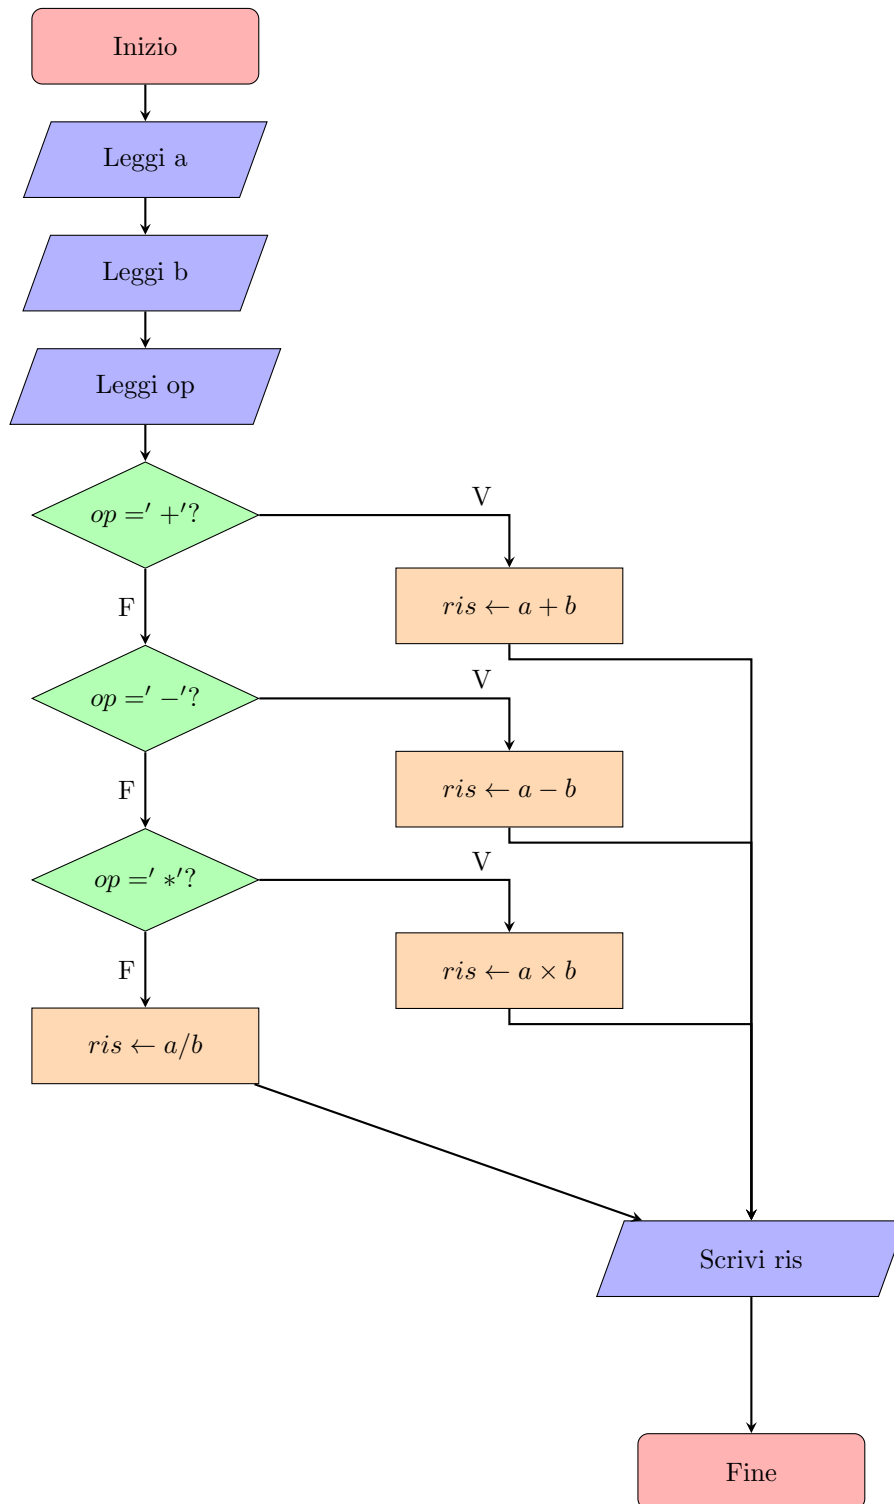 Inizio
Leggi a
Leggi b
Leggi op
op =′ +′?
V
F
ris ← a + b
op =′ −′?
V
F
ris ← a − b
op =′ ∗′?
V
F
ris ← a × b
ris ← a/b
Scrivi ris
Fine